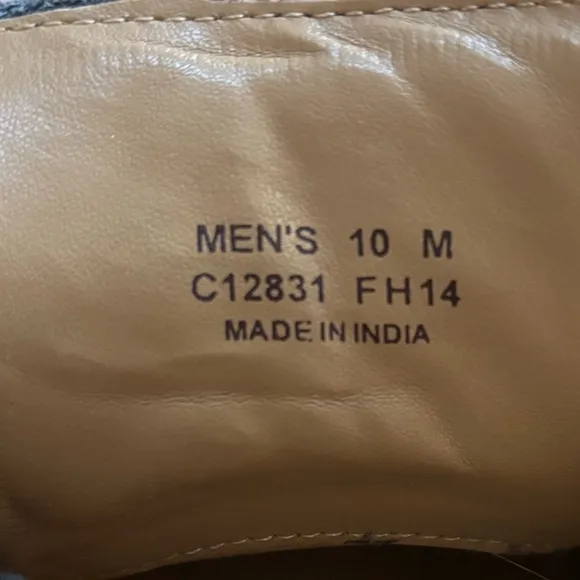 MEN'S 10 M
C12831 FH14
MADE IN INDIA